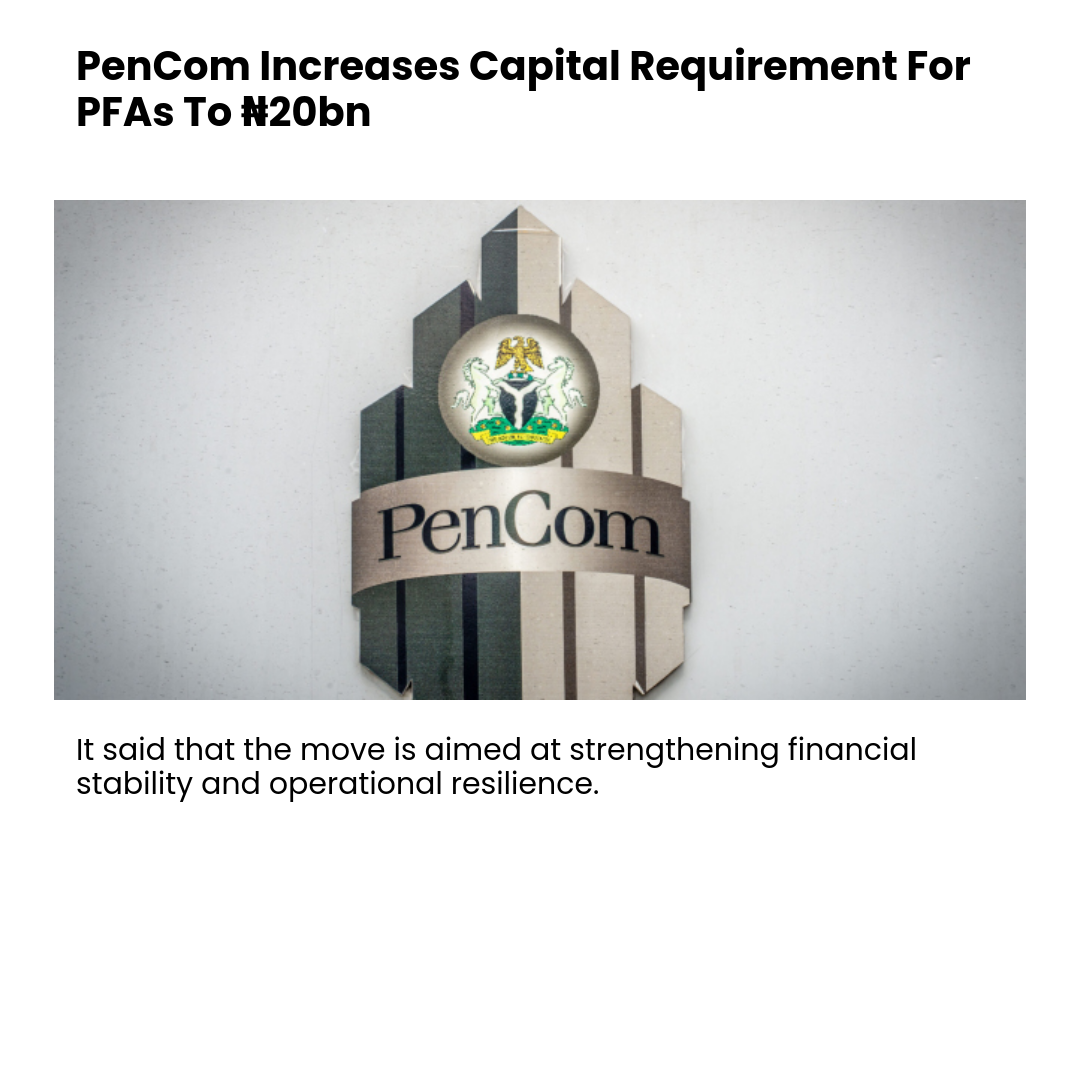 PenCom Increases Capital Requirement For
PFAs To ₦20bn
PenCom
It said that the move is aimed at strengthening financial
stability and operational resilience.